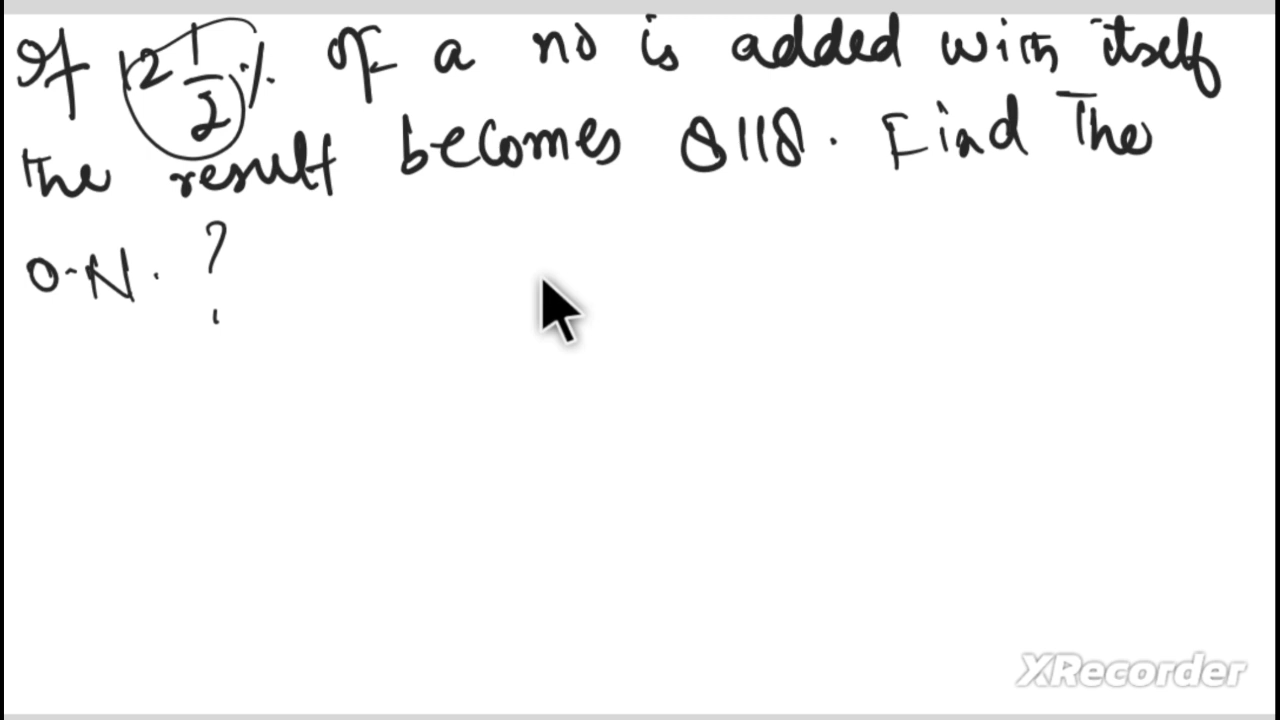 If 12 1/2 % of a no is added with itself
the result becomes 8118. Find The
O.N. ?
XRecorder